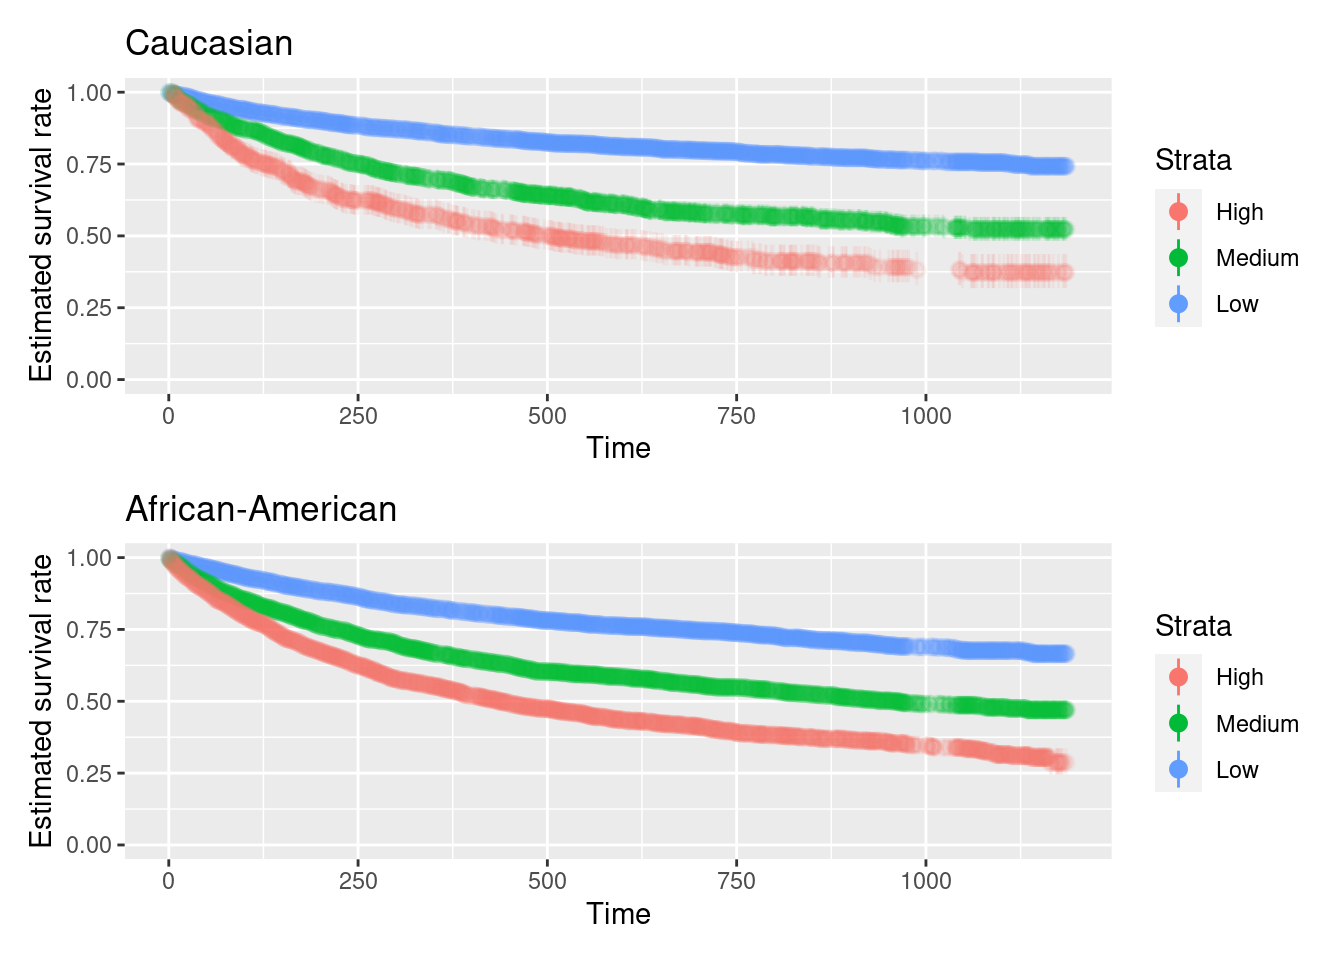 Caucasian
Estimated survival rate
1.00
0.75
0.50
0.25
0.00
0 250 500 750 1000
Time
Strata
High
Medium
Low
African-American
Estimated survival rate
1.00
0.75
0.50
0.25
0.00
0 250 500 750 1000
Time
Strata
High
Medium
Low